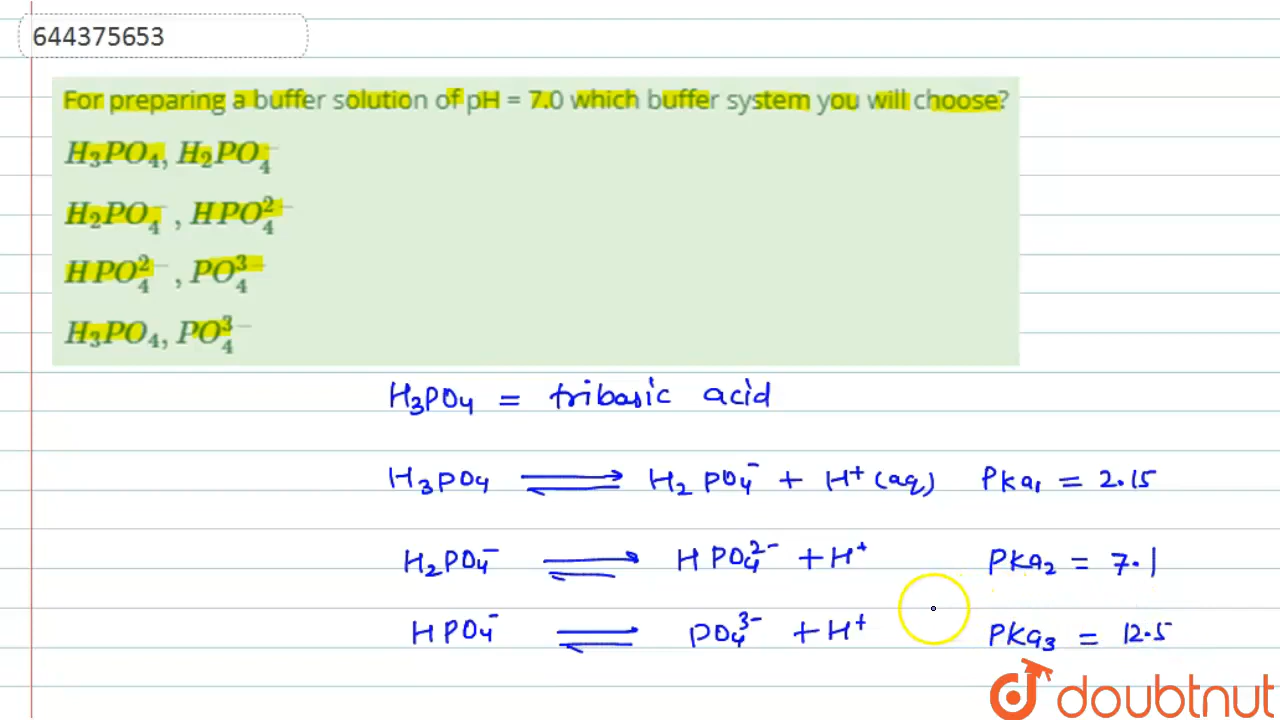 644375653
For preparing a buffer solution of pH = 7.0 which buffer system you will choose?
H₃PO₄, H₂PO₄⁻
H₂PO₄⁻ , HPO₄²⁻
HPO₄²⁻ , PO₄³⁻
H₃PO₄, PO₄³⁻
H₃PO₄ = tribasic acid
H₃PO₄ ⇌ H₂PO₄⁻ + H⁺ (aq) Pka₁ = 2.15
H₂PO₄⁻ ⇌ HPO₄²⁻ + H⁺ PKa₂ = 7.1
HPO₄⁻ ⇌ PO₄³⁻ + H⁺ PKa₃ = 12.5
doubtnut